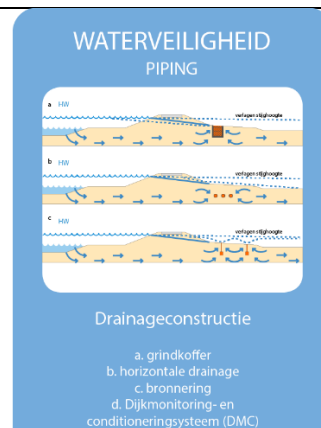 WATERVEILIGHEID
PIPING
a HW
verlagen stijghoogte
b HW
verlagen stijghoogte
c HW
verlagen stijghoogte
Drainageconstructie
a. grindkoffer
b. horizontale drainage
c. bronnering
d. Dijkmonitoring- en
conditioneringsysteem (DMC)